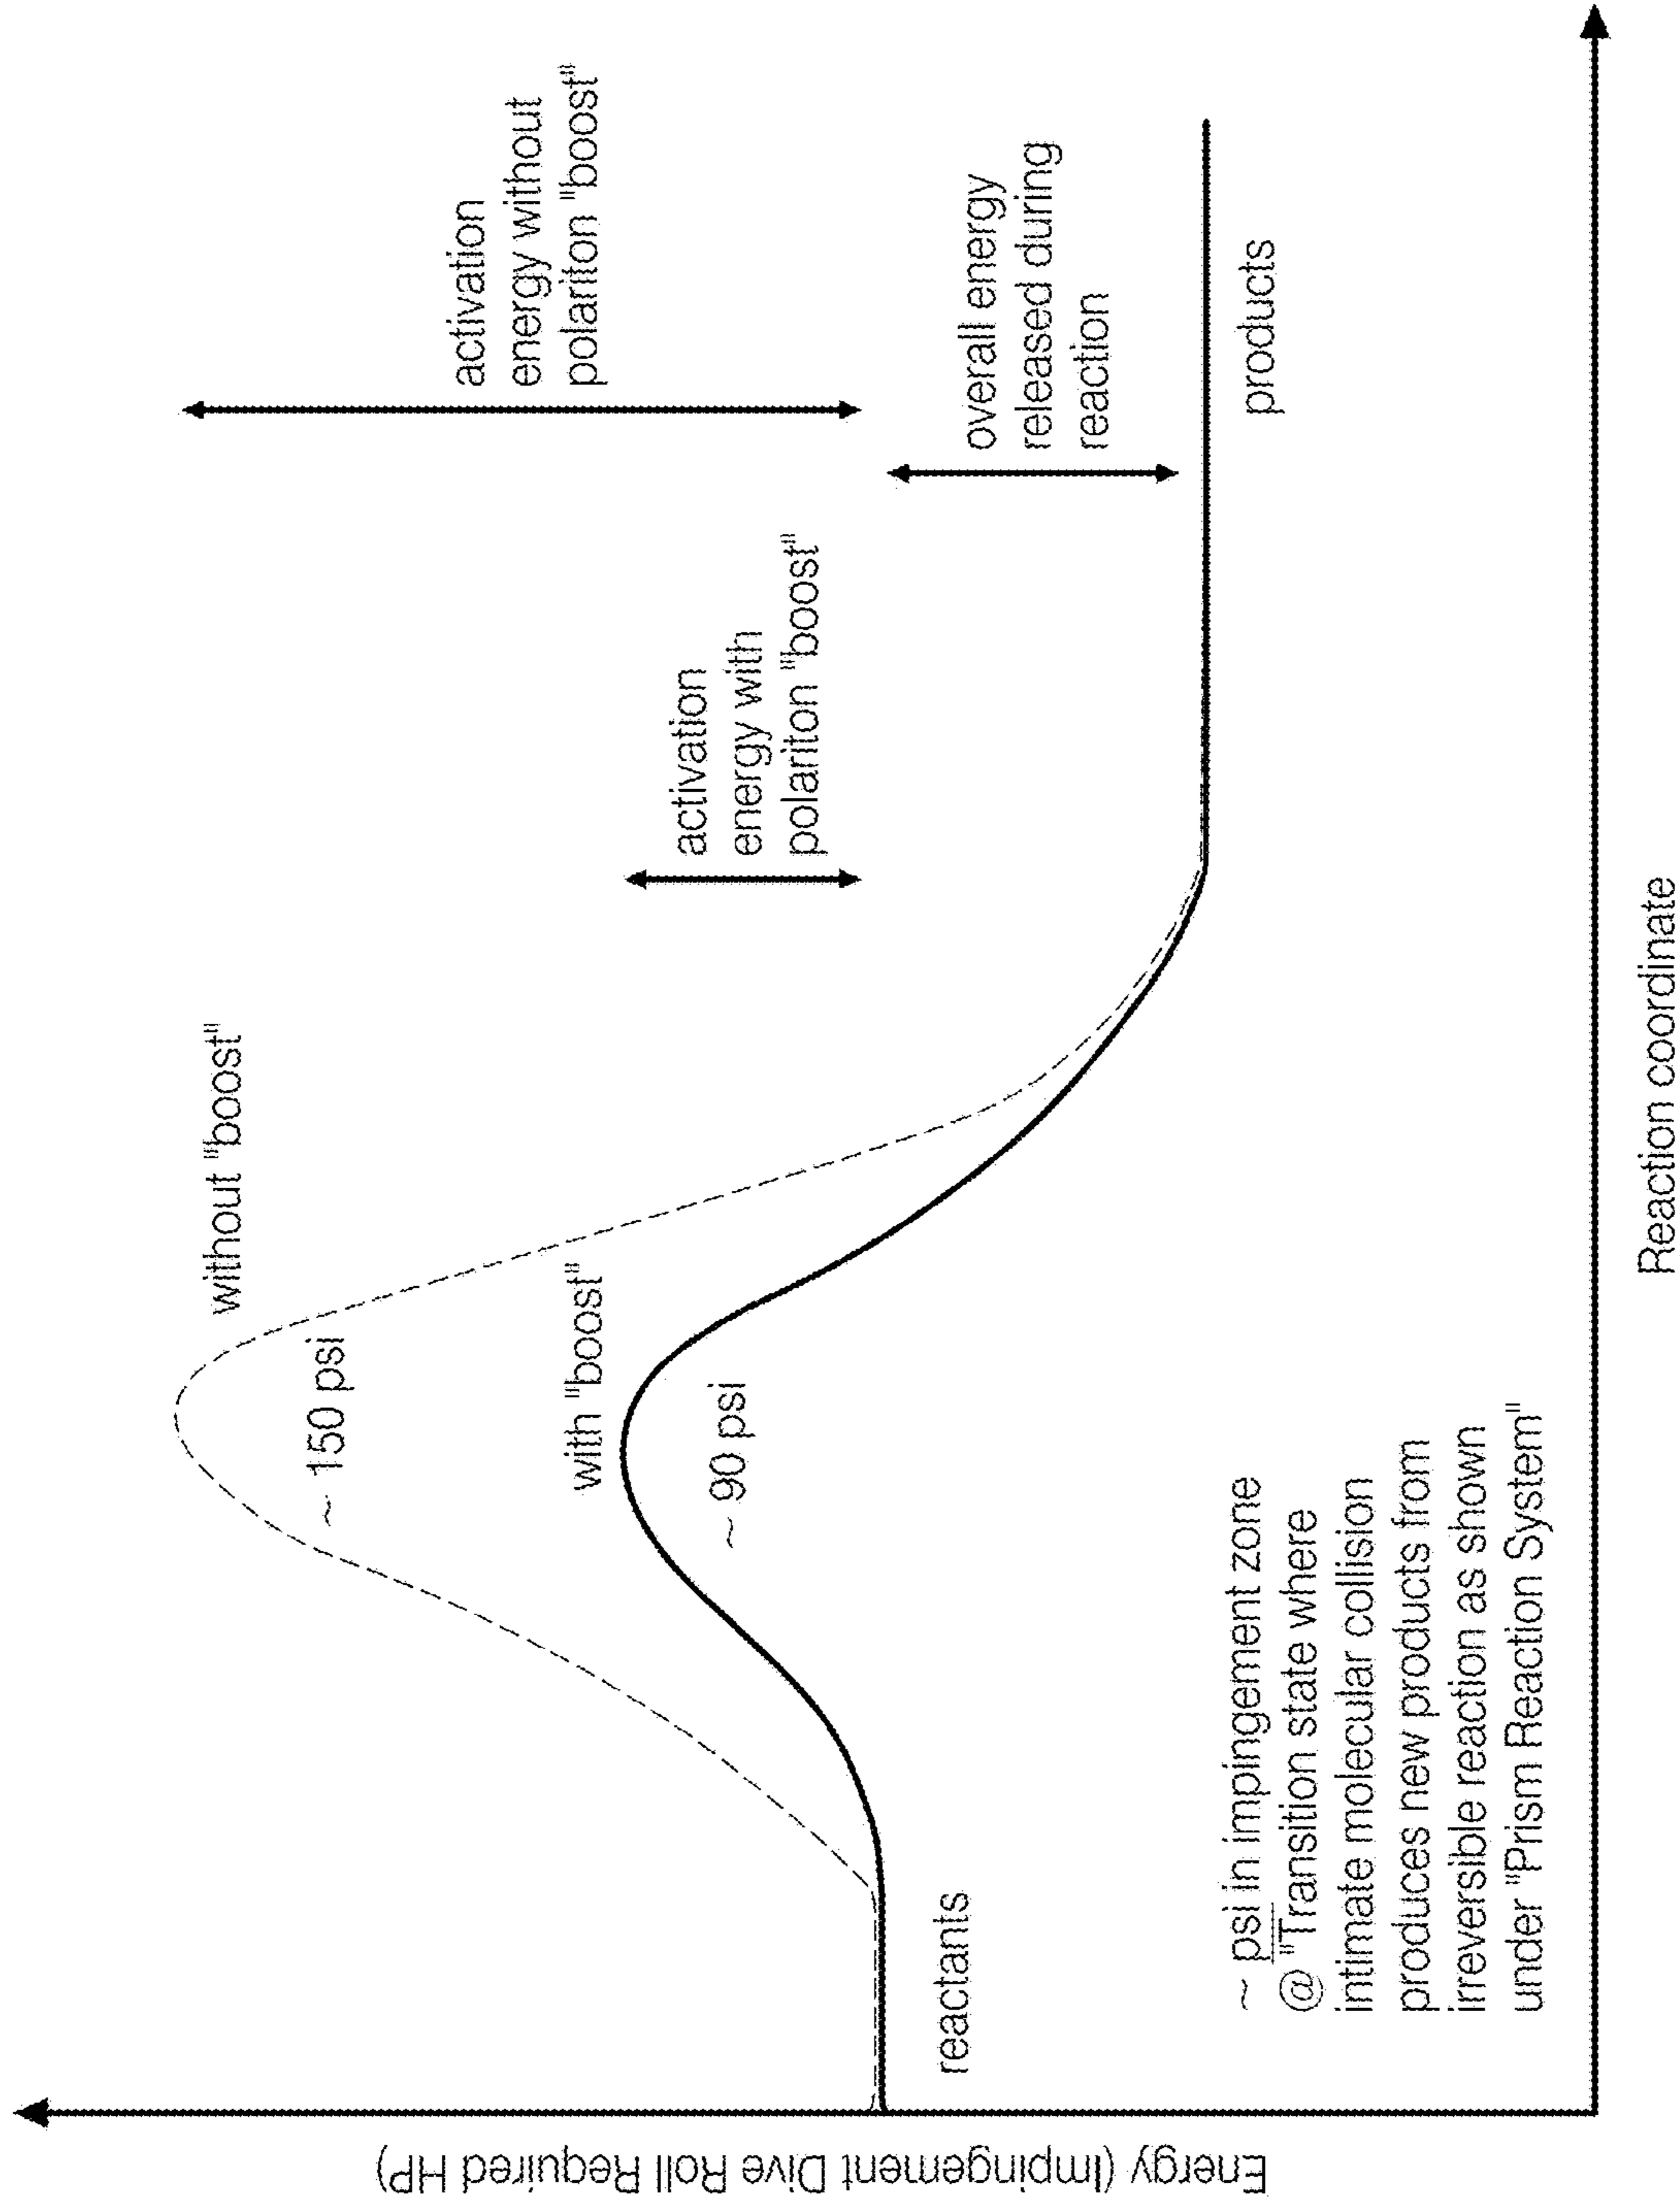 Energy (Impingement Dive Roll Required HP)
without "boost"
~ 150 psi
with "boost"
~ 90 psi
activation
energy without
polariton "boost"
activation
energy with
polariton "boost"
overall energy
released during
reaction
reactants
products
~ psi in impingement zone
@ "Transition state where
intimate molecular collision
produces new products from
irreversible reaction as shown
under "Prism Reaction System"
Reaction coordinate